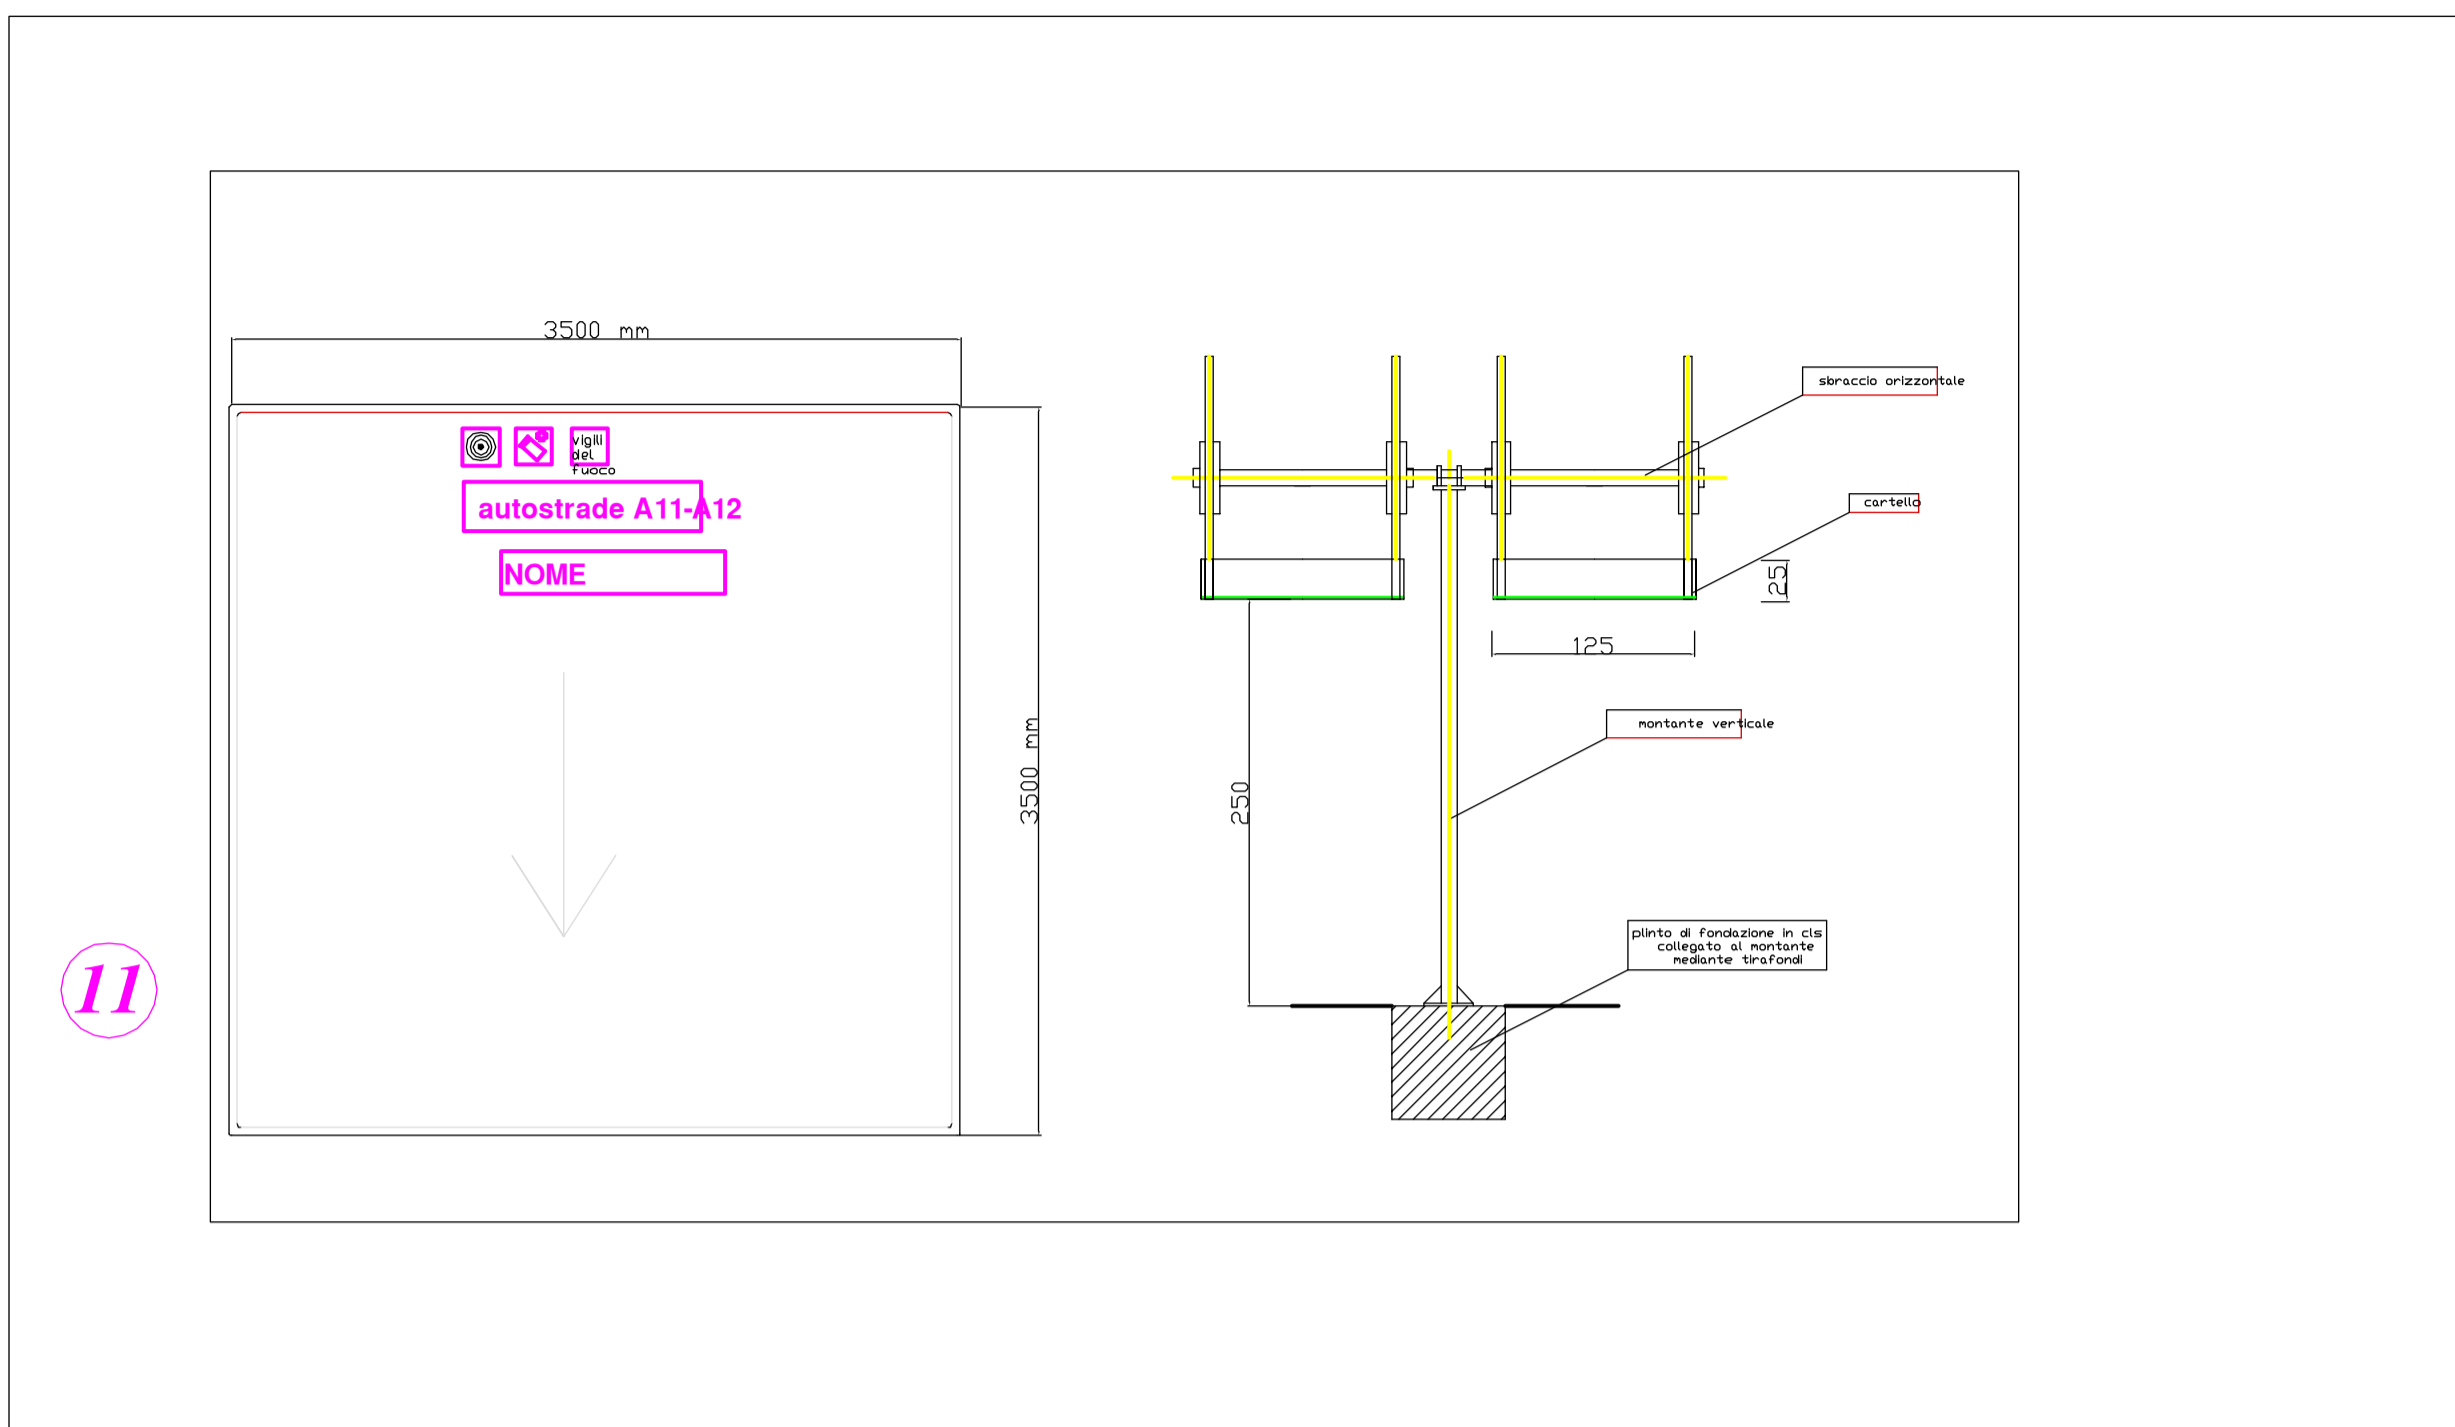 3500 mm
vigili
del
fuoco
autostrade A11-A12
NOME
3500 mm
11
sbraccio orizzontale
cartello
25
125
montante verticale
250
plinto di fondazione in cls
collegato al montante
mediante tirafondi